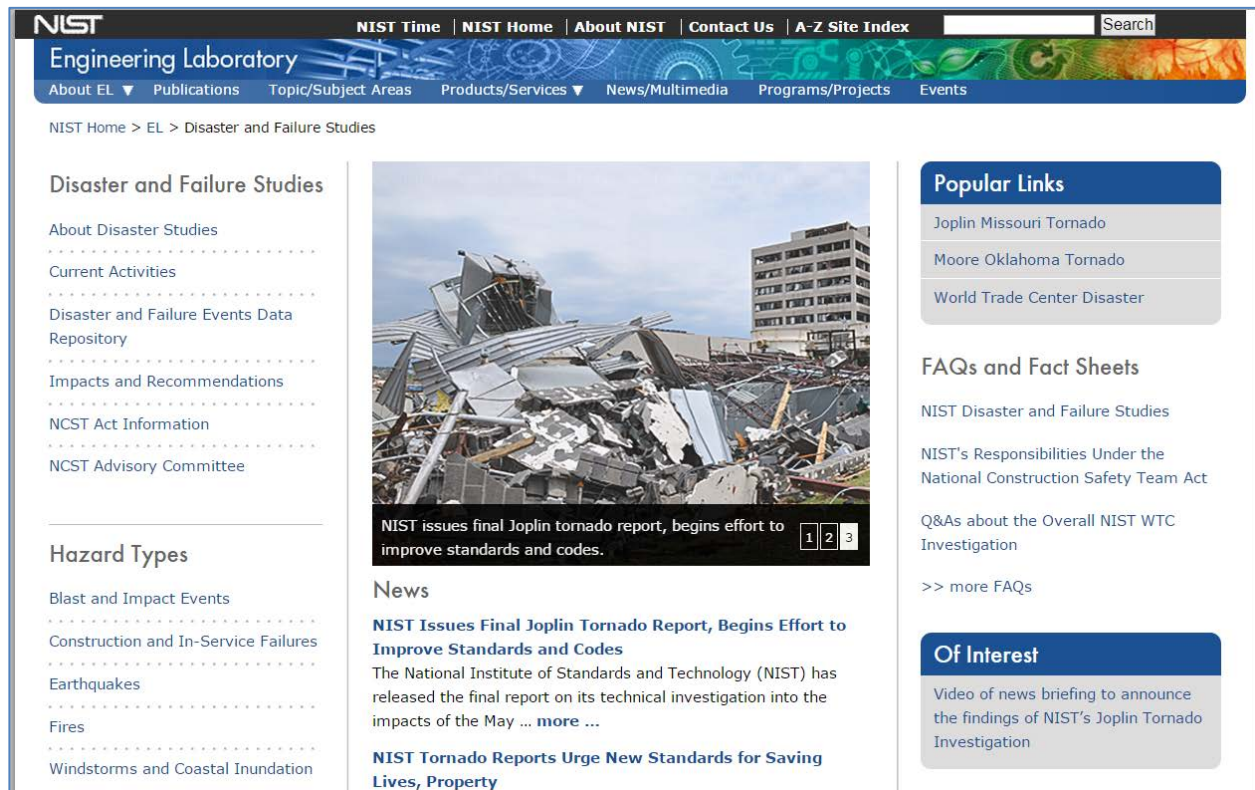 NIST
NIST Time | NIST Home | About NIST | Contact Us | A-Z Site Index
Search
Engineering Laboratory
About EL ▼ Publications Topic/Subject Areas Products/Services ▼ News/Multimedia Programs/Projects Events
NIST Home > EL > Disaster and Failure Studies
Disaster and Failure Studies
About Disaster Studies
Current Activities
Disaster and Failure Events Data
Repository
Impacts and Recommendations
NCST Act Information
NCST Advisory Committee
Hazard Types
Blast and Impact Events
Construction and In-Service Failures
Earthquakes
Fires
Windstorms and Coastal Inundation
NIST issues final Joplin tornado report, begins effort to
improve standards and codes.
1 2 3
News
NIST Issues Final Joplin Tornado Report, Begins Effort to
Improve Standards and Codes
The National Institute of Standards and Technology (NIST) has
released the final report on its technical investigation into the
impacts of the May ... more ...
NIST Tornado Reports Urge New Standards for Saving
Lives, Property
Popular Links
Joplin Missouri Tornado
Moore Oklahoma Tornado
World Trade Center Disaster
FAQs and Fact Sheets
NIST Disaster and Failure Studies
NIST's Responsibilities Under the
National Construction Safety Team Act
Q&As about the Overall NIST WTC
Investigation
>> more FAQs
Of Interest
Video of news briefing to announce
the findings of NIST's Joplin Tornado
Investigation